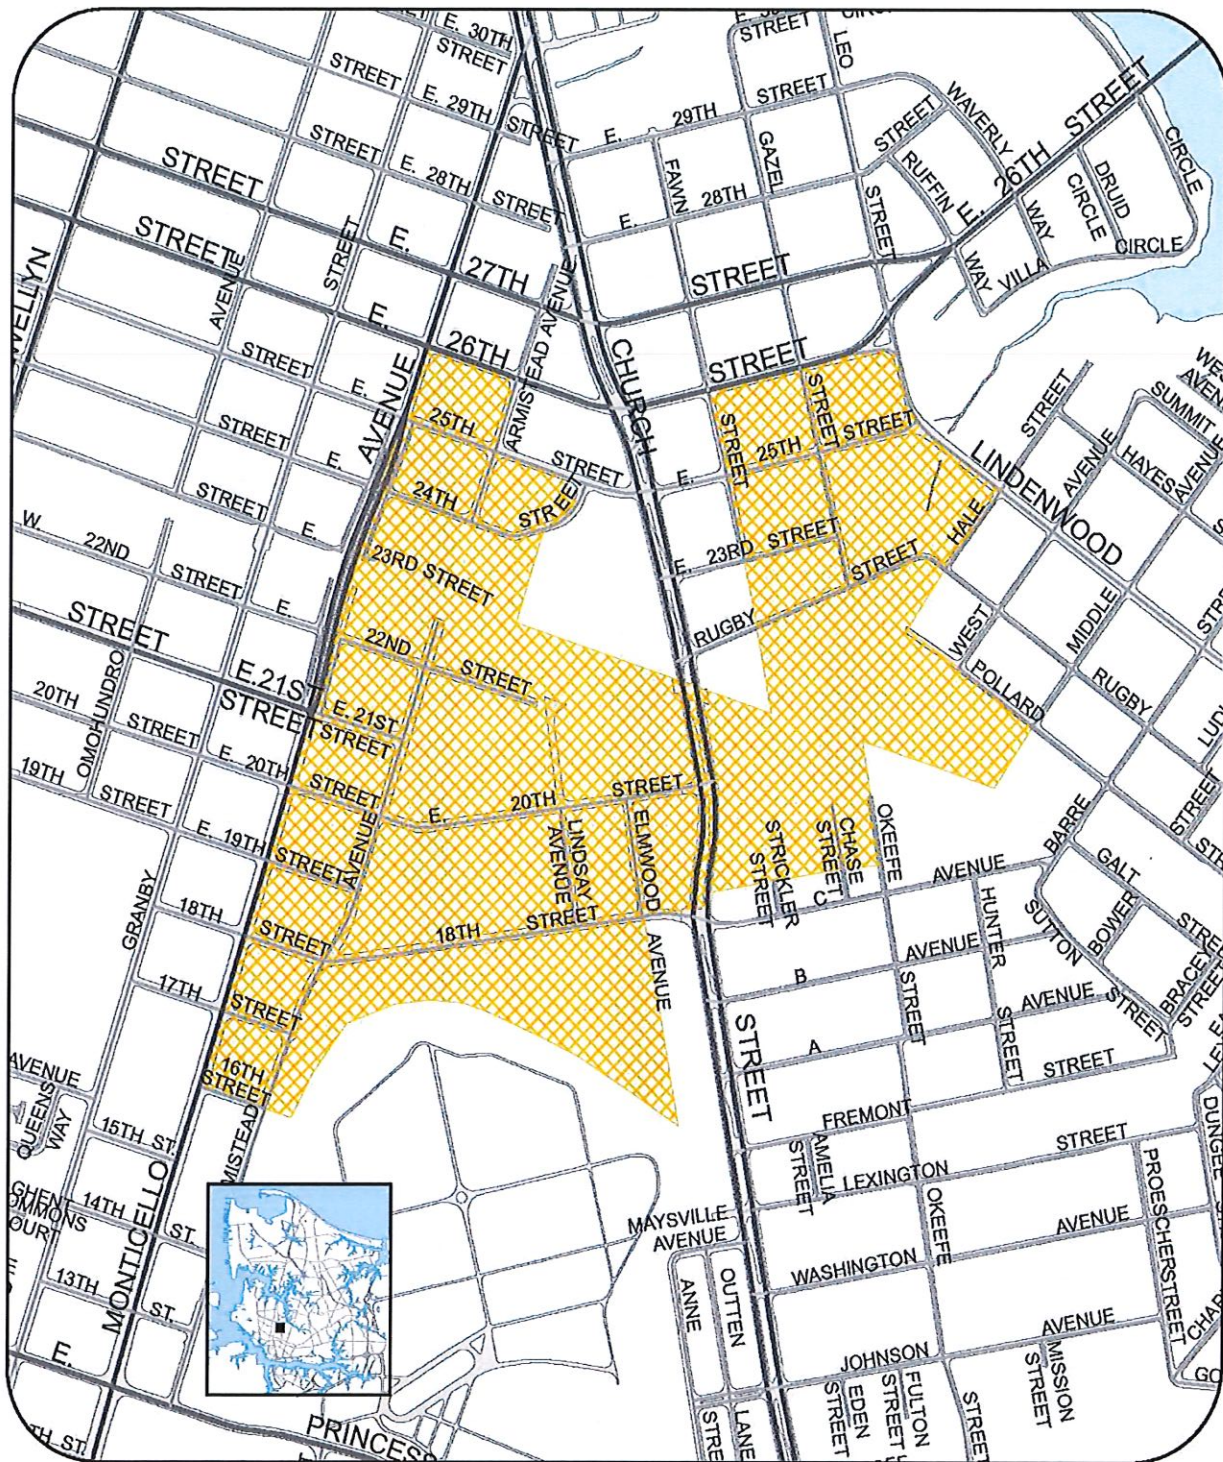 E. 30TH
STREET
STREET
CIRCLE
LEO
STREET
E. 29TH
STREET
E. 29TH
STREET
STREET
WAVERLY
WAY
E. 26TH
STREET
CIRCLE
STREET
E. 28TH
STREET
E. 28TH
FAWN
GAZEL
STREET
RUFFIN
WAY
DRUID
CIRCLE
CIRCLE
VILLA
STREET
E.
27TH
STREET
STREET
E.
26TH
STREET
AVENUE
STREET
ARMISTEAD AVENUE
CHURCH
STREET
AVENUE
STREET
E.
25TH
STREET
E.
25TH
STREET
STREET
STREET
LINDENWOOD
STREET
AVENUE
SUMMIT
HAYES
AVENUE
STREET
E.
24TH
STREET
HALE
STREET
E.
23RD STREET
E.
23RD
STREET
RUGBY
STREET
WEST
MIDDLE
RUGBY
POLLARD
W.
22ND
STREET
E.
22ND
STREET
STREET
E. 21ST
STREET
E. 21ST
STREET
OMOHUNDRO
20TH
STREET
E. 20TH
STREET
E.
20TH
STREET
19TH
STREET
E. 19TH
STREET
AVENUE
LINDSAY
AVENUE
ELMWOOD
AVENUE
STRICKLER
STREET
CHASE
STREET
OKEEFE
BARRE
STREET
GRANBY
18TH
STREET
18TH
STREET
C
AVENUE
HUNTER
STREET
SUTTON
STREET
GALT
STREET
BOWER
BRACEY
STREET
17TH
STREET
B
AVENUE
STREET
16TH
STREET
A
AVENUE
STREET
FREMONT
STREET
AVENUE
QUEENS
WAY
15TH ST.
AMELIA
STREET
LEXINGTON
STREET
DUNGEE
PROESCHERSTREET
14TH
ST.
MAYSVILLE
AVENUE
OKEEFE
AVENUE
WASHINGTON
MONTICELLO
13TH
ST.
ANNE
OUTTEN
LANE
JOHNSON
AVENUE
MISSION
STREET
EDEN
STREET
FULTON
STREET
STREET
E.
PRINCESS